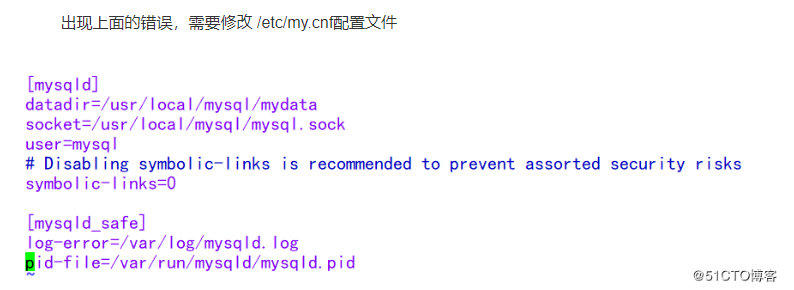 出现上面的错误，需要修改 /etc/my.cnf配置文件
[mysqld]
datadir=/usr/local/mysql/mydata
socket=/usr/local/mysql/mysql.sock
user=mysql
# Disabling symbolic-links is recommended to prevent assorted security risks
symbolic-links=0
[mysqld_safe]
log-error=/var/log/mysqld.log
pid-file=/var/run/mysqld/mysqld.pid
~
@51CTO博客